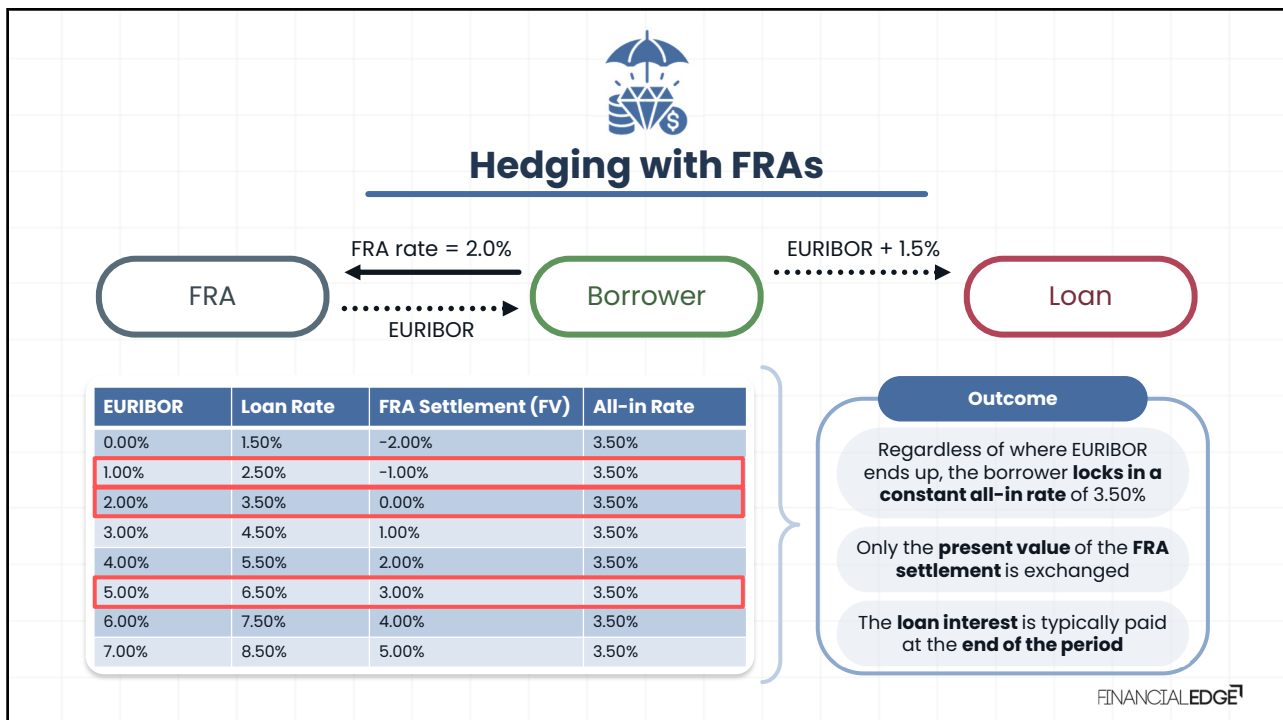 $
Hedging with FRAs
FRA rate = 2.0%
EURIBOR + 1.5%
FRA
Borrower
Loan
EURIBOR
EURIBOR Loan Rate FRA Settlement (FV) All-in Rate
0.00% 1.50% -2.00% 3.50%
1.00% 2.50% -1.00% 3.50%
2.00% 3.50% 0.00% 3.50%
3.00% 4.50% 1.00% 3.50%
4.00% 5.50% 2.00% 3.50%
5.00% 6.50% 3.00% 3.50%
6.00% 7.50% 4.00% 3.50%
7.00% 8.50% 5.00% 3.50%
Outcome
Regardless of where EURIBOR
ends up, the borrower locks in a
constant all-in rate of 3.50%
Only the present value of the FRA
settlement is exchanged
The loan interest is typically paid
at the end of the period
FINANCIALEDGE